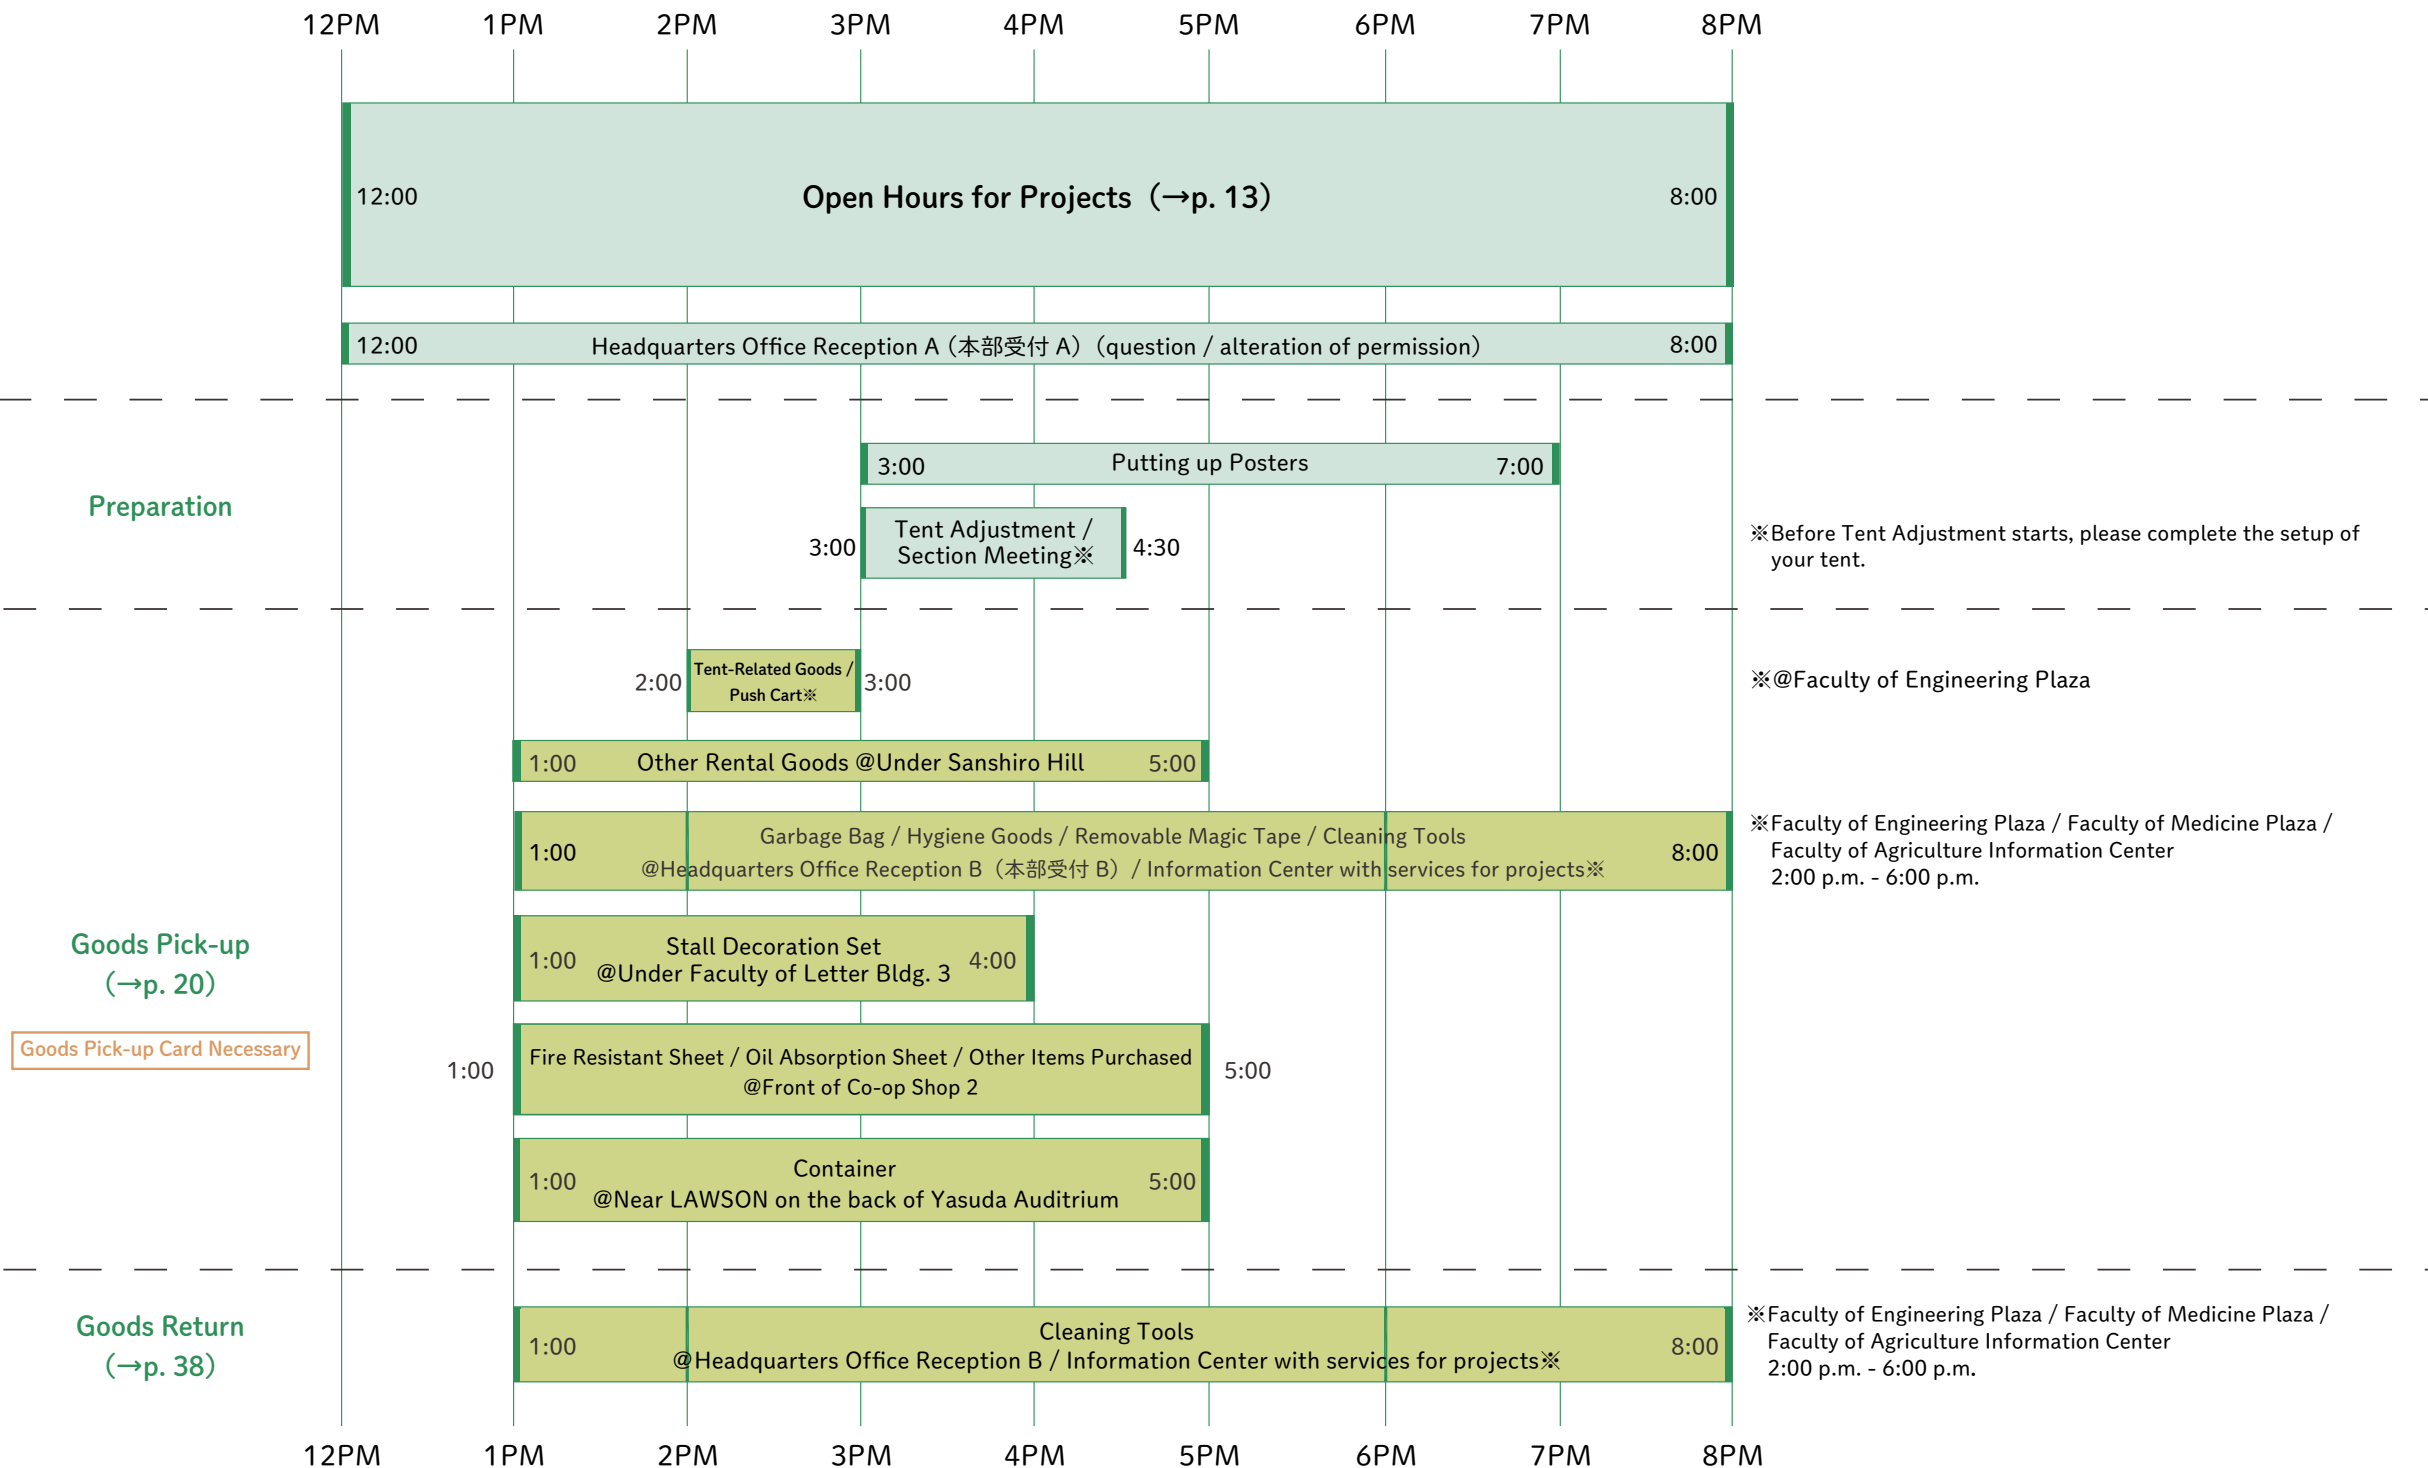 12PM 1PM 2PM 3PM 4PM 5PM 6PM 7PM 8PM
12:00 Open Hours for Projects（→p. 13） 8:00
12:00 Headquarters Office Reception A（本部受付 A）（question / alteration of permission） 8:00
Preparation
3:00 Putting up Posters 7:00
3:00 Tent Adjustment /
Section Meeting※ 4:30
※Before Tent Adjustment starts, please complete the setup of
your tent.
Goods Pick-up
（→p. 20）
Goods Pick-up Card Necessary
2:00 Tent-Related Goods /
Push Cart※ 3:00
※@Faculty of Engineering Plaza
1:00 Other Rental Goods @Under Sanshiro Hill 5:00
1:00 Garbage Bag / Hygiene Goods / Removable Magic Tape / Cleaning Tools
@Headquarters Office Reception B（本部受付 B）/ Information Center with services for projects※ 8:00
※Faculty of Engineering Plaza / Faculty of Medicine Plaza /
Faculty of Agriculture Information Center
2:00 p.m. - 6:00 p.m.
1:00 Stall Decoration Set
@Under Faculty of Letter Bldg. 3 4:00
1:00 Fire Resistant Sheet / Oil Absorption Sheet / Other Items Purchased
@Front of Co-op Shop 2 5:00
1:00 Container
@Near LAWSON on the back of Yasuda Auditrium 5:00
Goods Return
（→p. 38）
1:00 Cleaning Tools
@Headquarters Office Reception B / Information Center with services for projects※ 8:00
※Faculty of Engineering Plaza / Faculty of Medicine Plaza /
Faculty of Agriculture Information Center
2:00 p.m. - 6:00 p.m.
12PM 1PM 2PM 3PM 4PM 5PM 6PM 7PM 8PM